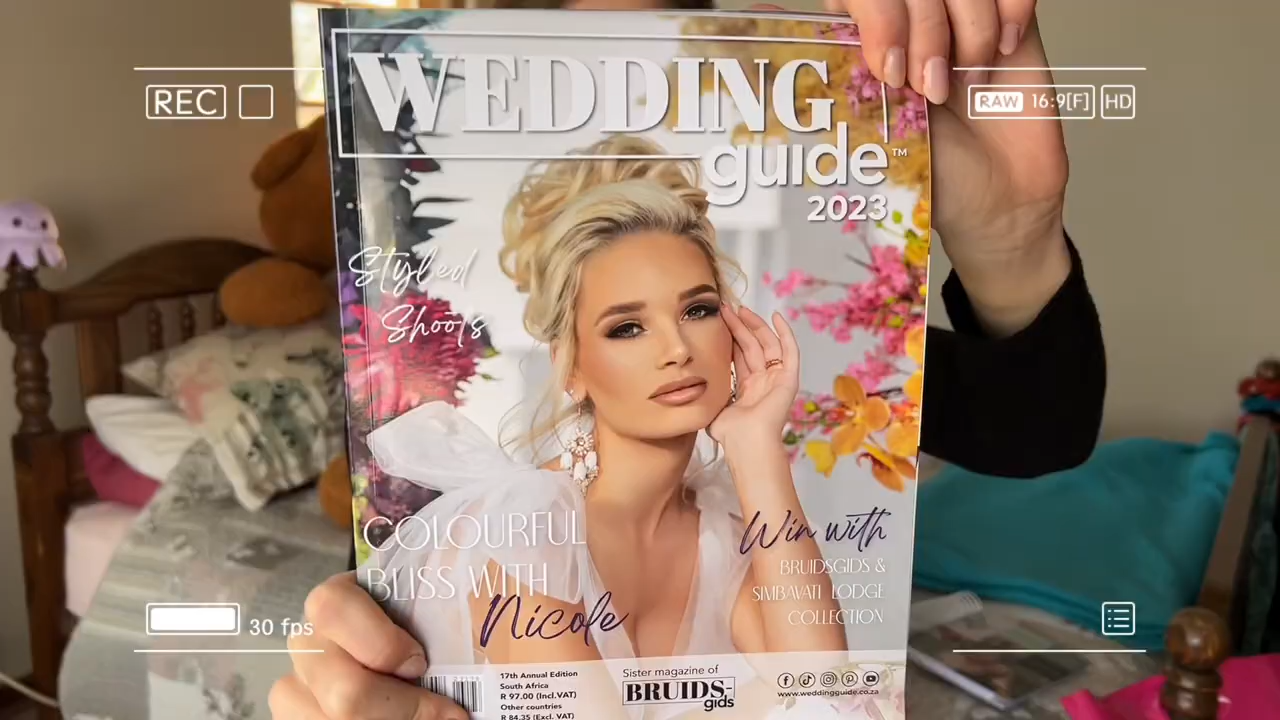 REC
RAW 16:9[F] HD
WEDDING
guide™
2023
Styled
Shoots
COLOURFUL
BLISS WITH
Nicole
Win with
BRUIDSGIDS &
SIMBAVATI LODGE
COLLECTION
30 fps
17th Annual Edition
South Africa
R 97.00 (Incl.VAT)
Other countries
R 84.35 (Excl. VAT)
Sister magazine of
BRUIDS-
gids
www.weddingguide.co.za